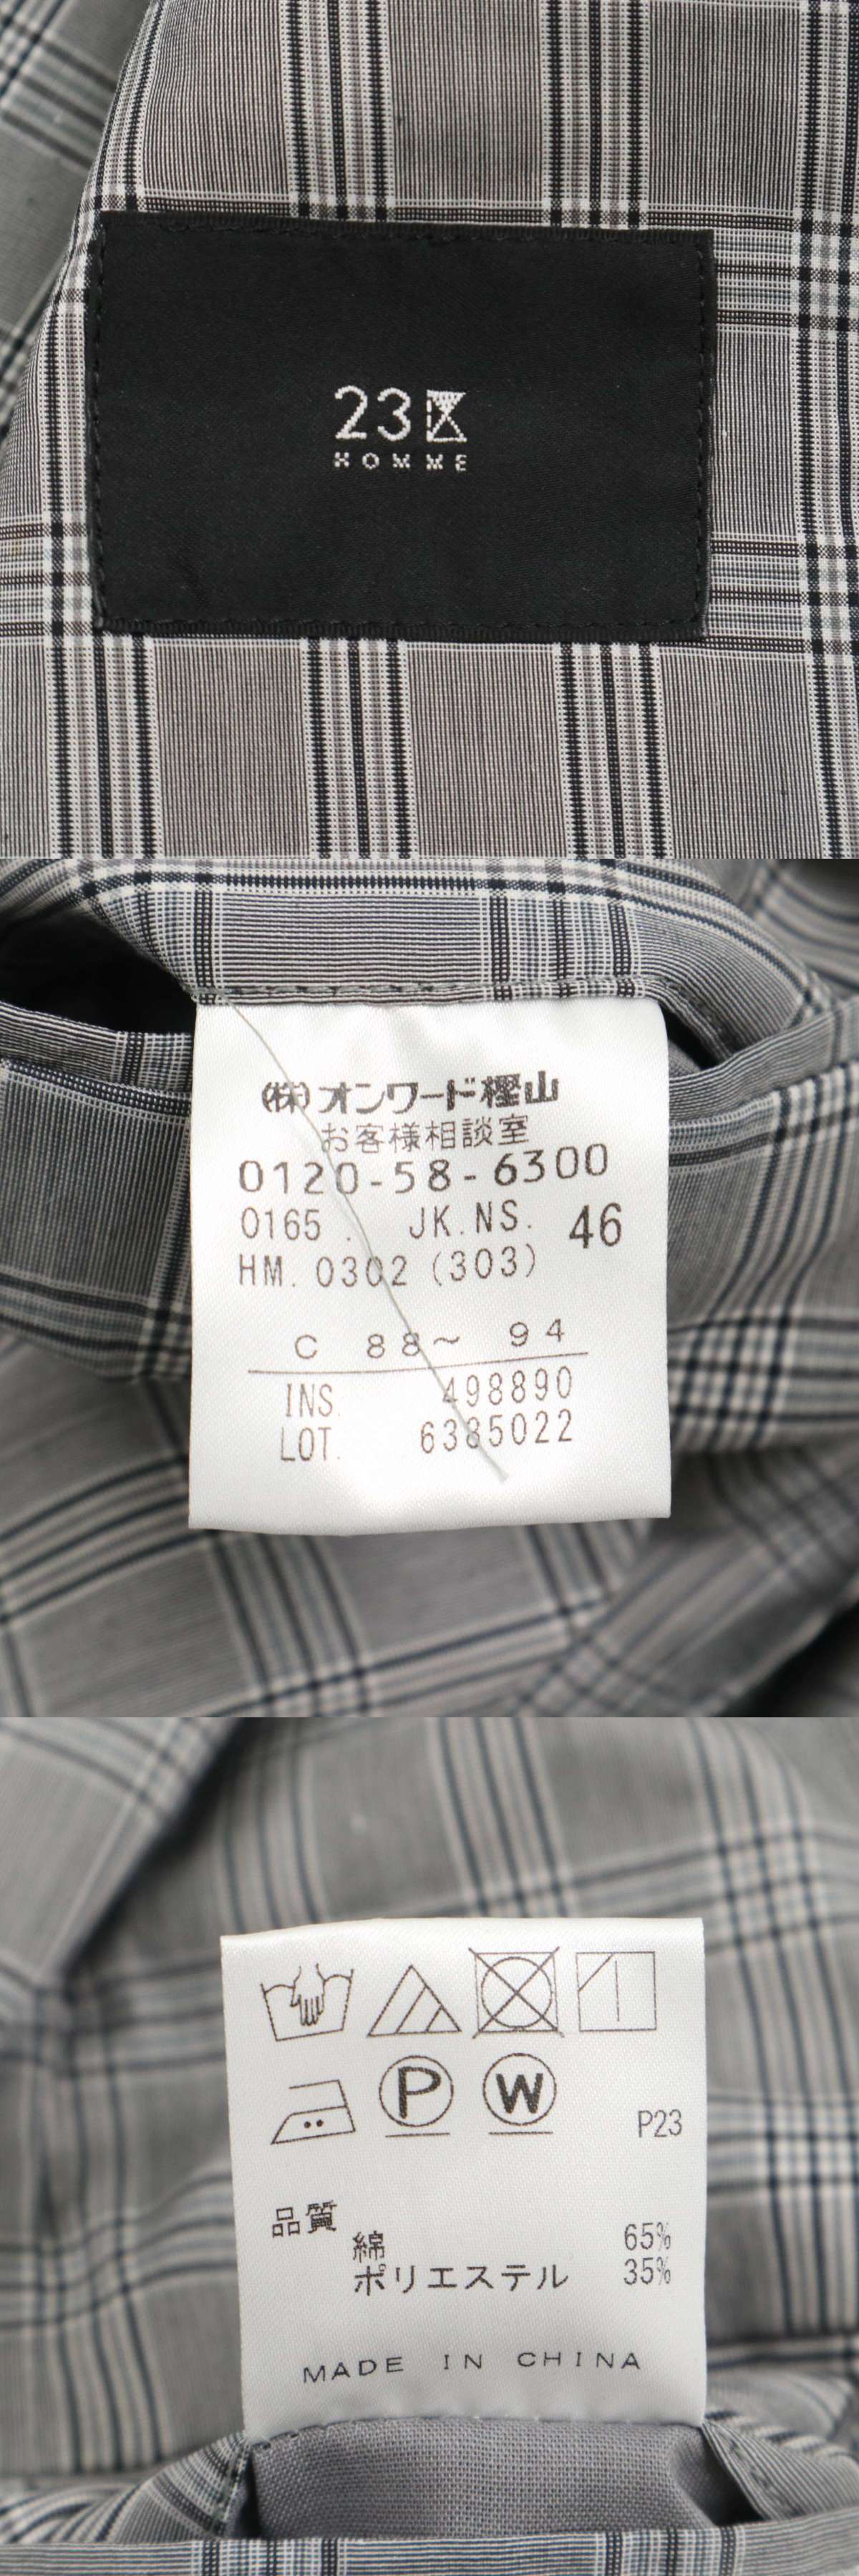 23区
HOMME
(株)オンワード樫山
お客様相談室
0120-58-6300
0165. JK.NS. 46
HM. 0302 (303)
C 88～ 94
INS. 498890
LOT. 6385022
P W
P23
品質
綿 65%
ポリエステル 35%
MADE IN CHINA